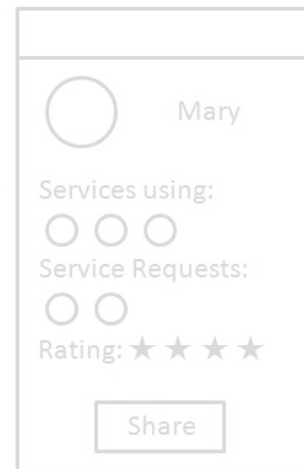 Mary
Services using:
Service Requests:
Rating: ★ ★ ★ ★
Share